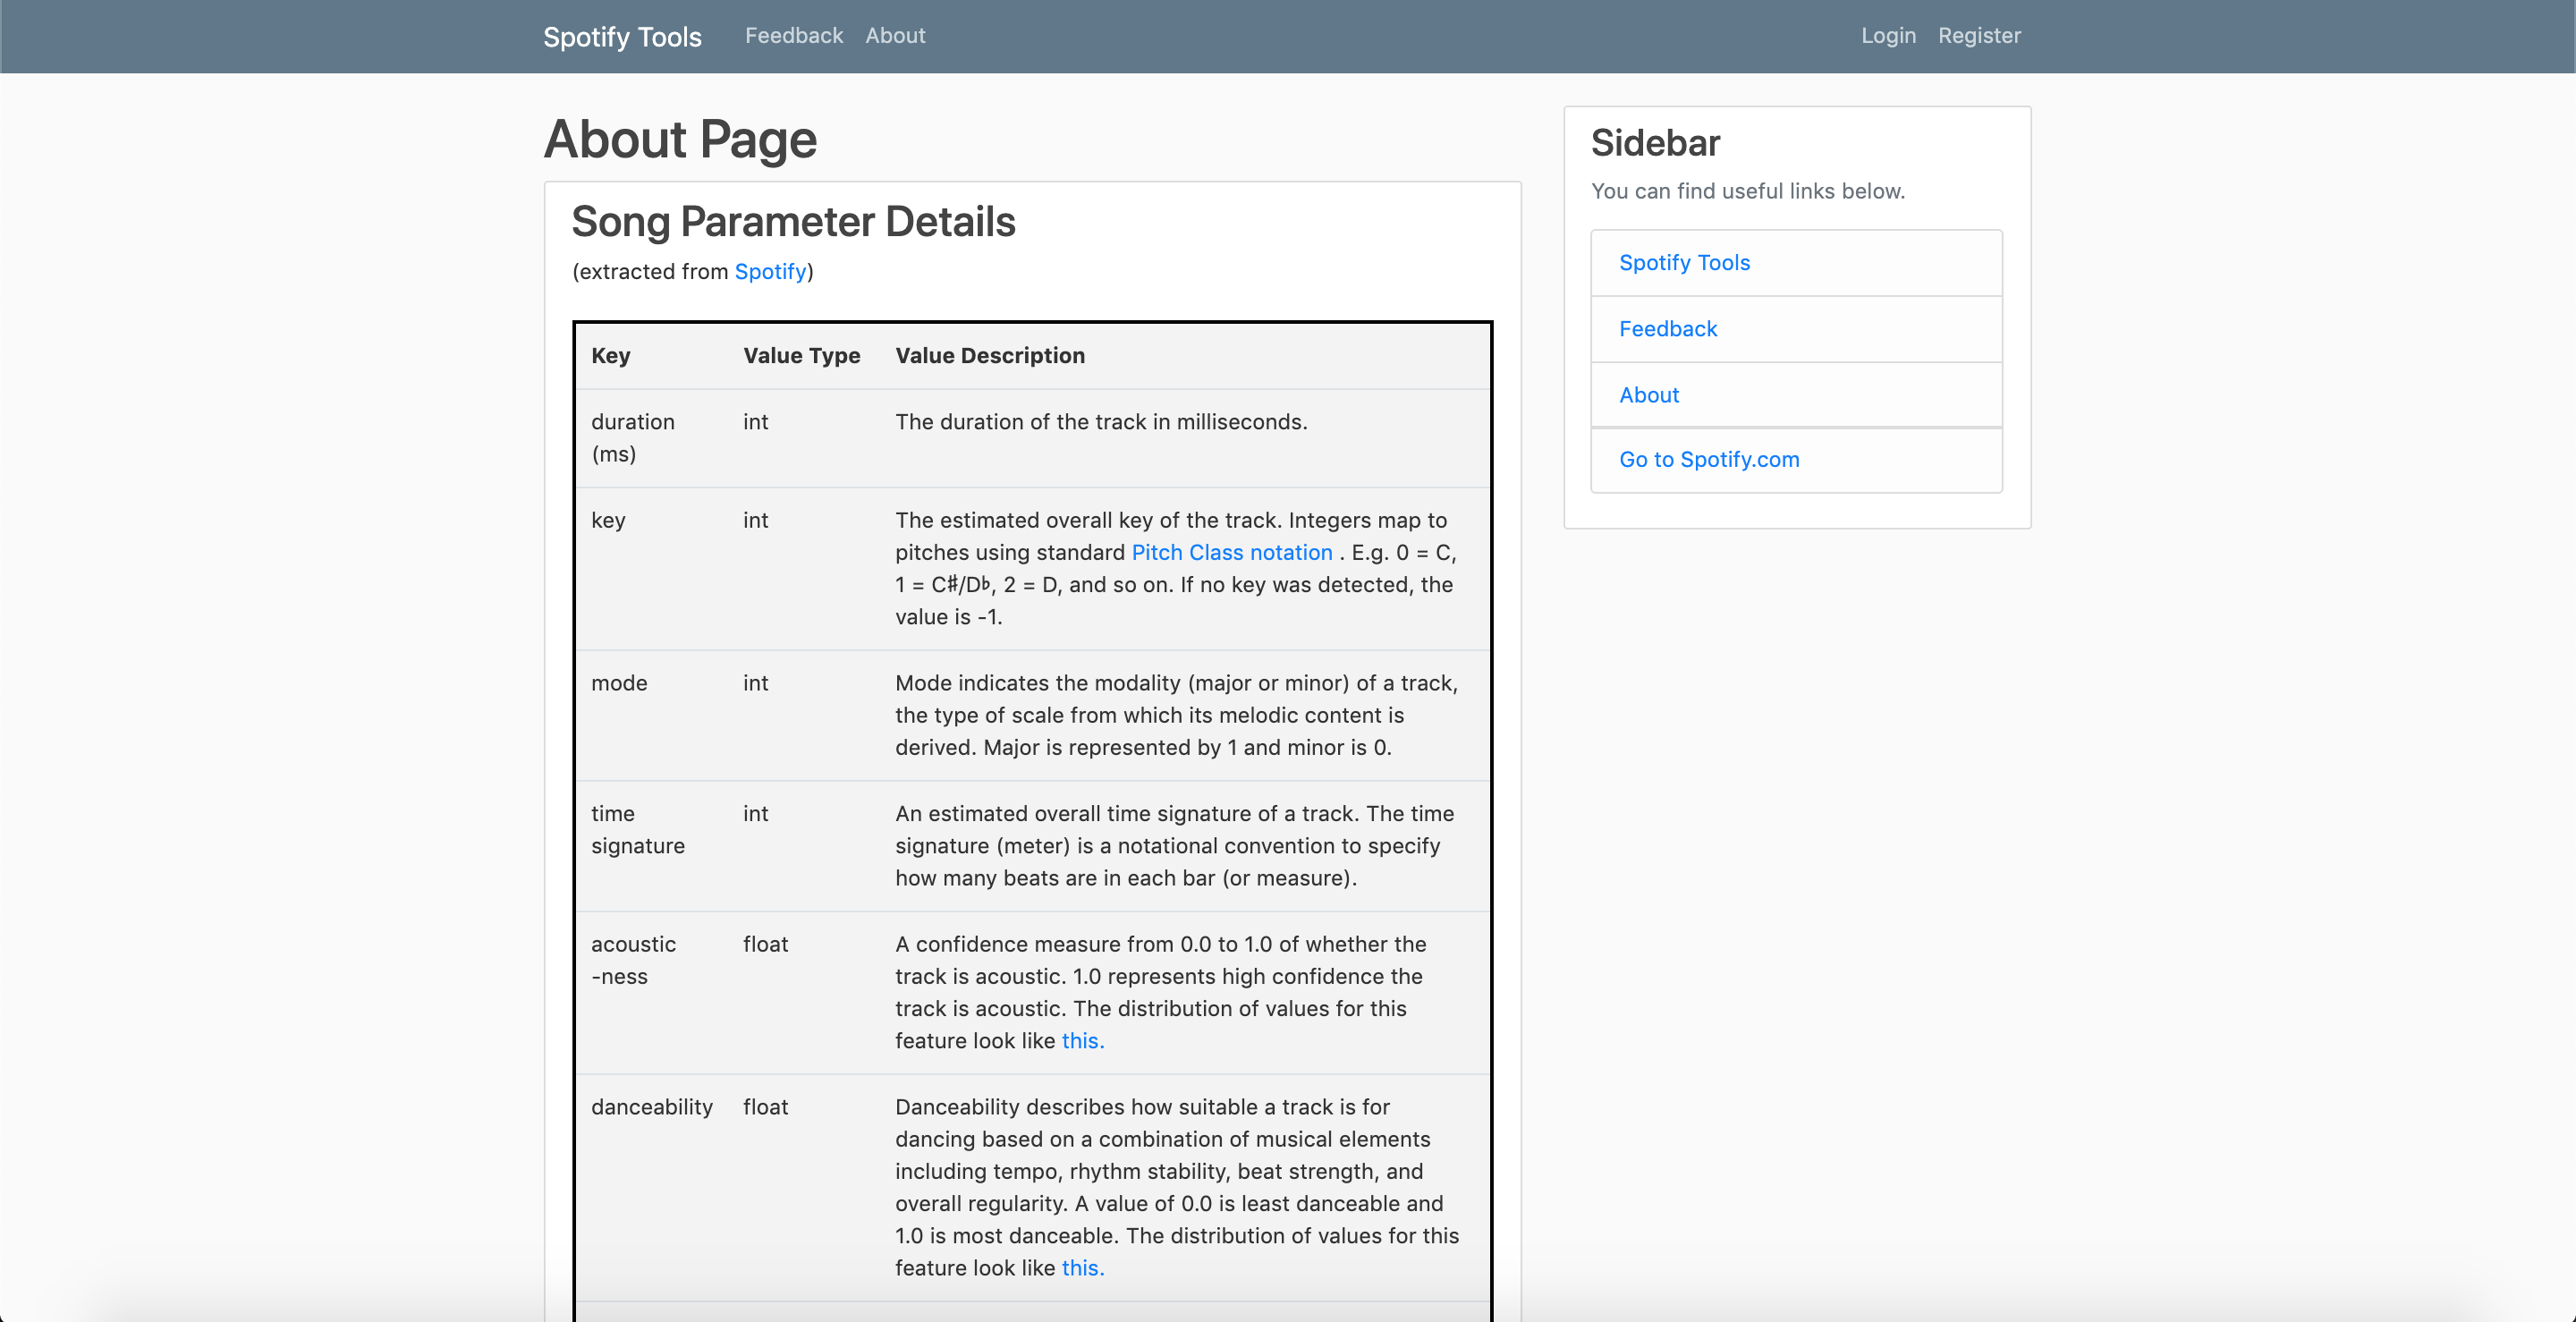 Spotify Tools Feedback About Login Register
About Page
Song Parameter Details
(extracted from Spotify)
Key Value Type Value Description
duration int The duration of the track in milliseconds.
(ms)
key int The estimated overall key of the track. Integers map to
pitches using standard Pitch Class notation . E.g. 0 = C,
1 = C♯/D♭, 2 = D, and so on. If no key was detected, the
value is -1.
mode int Mode indicates the modality (major or minor) of a track,
the type of scale from which its melodic content is
derived. Major is represented by 1 and minor is 0.
time int An estimated overall time signature of a track. The time
signature signature (meter) is a notational convention to specify
how many beats are in each bar (or measure).
acoustic float A confidence measure from 0.0 to 1.0 of whether the
-ness track is acoustic. 1.0 represents high confidence the
track is acoustic. The distribution of values for this
feature look like this.
danceability float Danceability describes how suitable a track is for
dancing based on a combination of musical elements
including tempo, rhythm stability, beat strength, and
overall regularity. A value of 0.0 is least danceable and
1.0 is most danceable. The distribution of values for this
feature look like this.
Sidebar
You can find useful links below.
Spotify Tools
Feedback
About
Go to Spotify.com